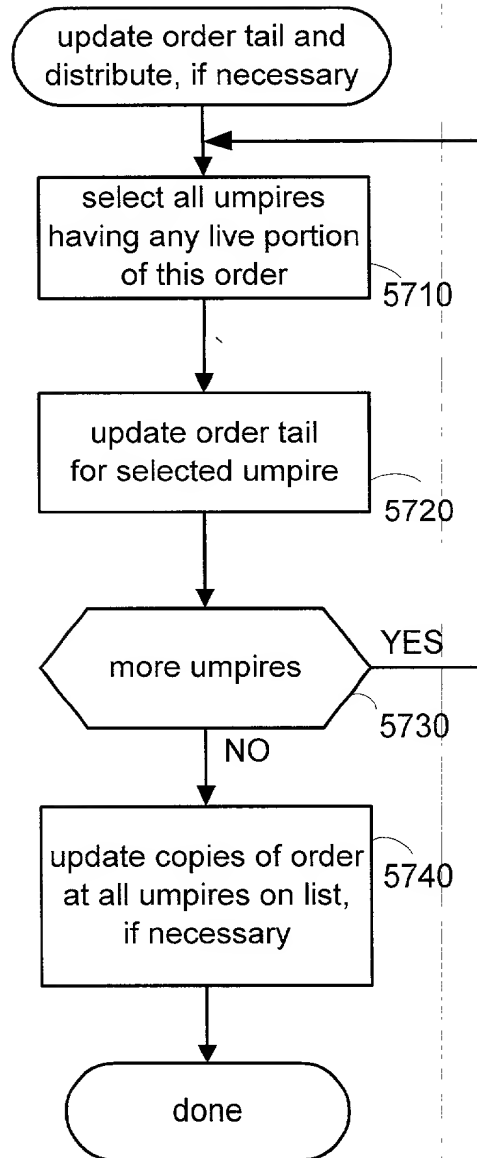 update order tail and
distribute, if necessary
select all umpires
having any live portion
of this order
5710
update order tail
for selected umpire
5720
more umpires
YES
5730
NO
update copies of order
at all umpires on list,
if necessary
5740
done